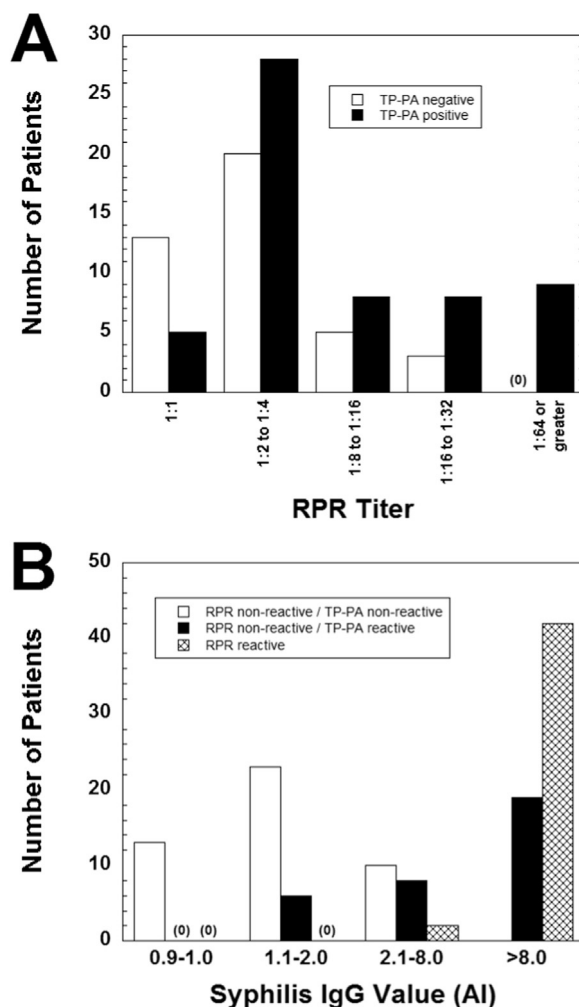 A
Number of Patients
30
25
20
15
10
5
0
TP-PA negative
TP-PA positive
(0)
1:1
1:2 to 1:4
1:8 to 1:16
1:16 to 1:32
1:64 or
greater
RPR Titer
B
Number of Patients
50
40
30
20
10
0
RPR non-reactive / TP-PA non-reactive
RPR non-reactive / TP-PA reactive
RPR reactive
(0) (0)
(0)
0.9-1.0 1.1-2.0 2.1-8.0 >8.0
Syphilis IgG Value (AI)